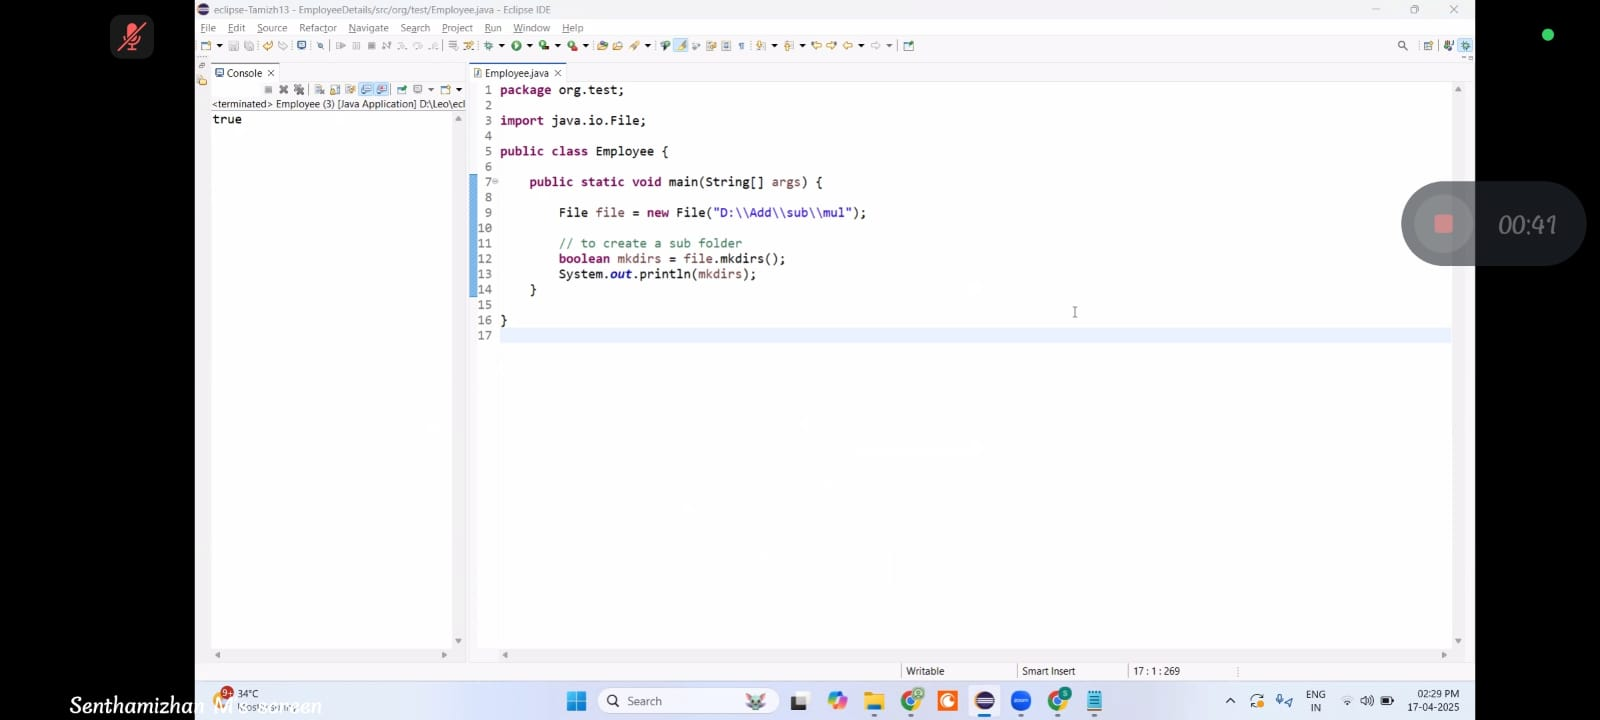 eclipse-Tamizh13 - EmployeeDetails/src/org/test/Employee.java - Eclipse IDE
File Edit Source Refactor Navigate Search Project Run Window Help
Console
Employee.java
<terminated> Employee (3) [Java Application] D:\Leo\ecl
true
1 package org.test;
2
3 import java.io.File;
4
5 public class Employee {
6
7 public static void main(String[] args) {
8
9 File file = new File("D:\\Add\\sub\\mul");
10
11 // to create a sub folder
12 boolean mkdirs = file.mkdirs();
13 System.out.println(mkdirs);
14 }
15
16 }
17
00:41
Writable Smart Insert 17 : 1 : 269
9+ 34°C
Search
ENG
IN
02:29 PM
17-04-2025
Senthamizhan M's screen